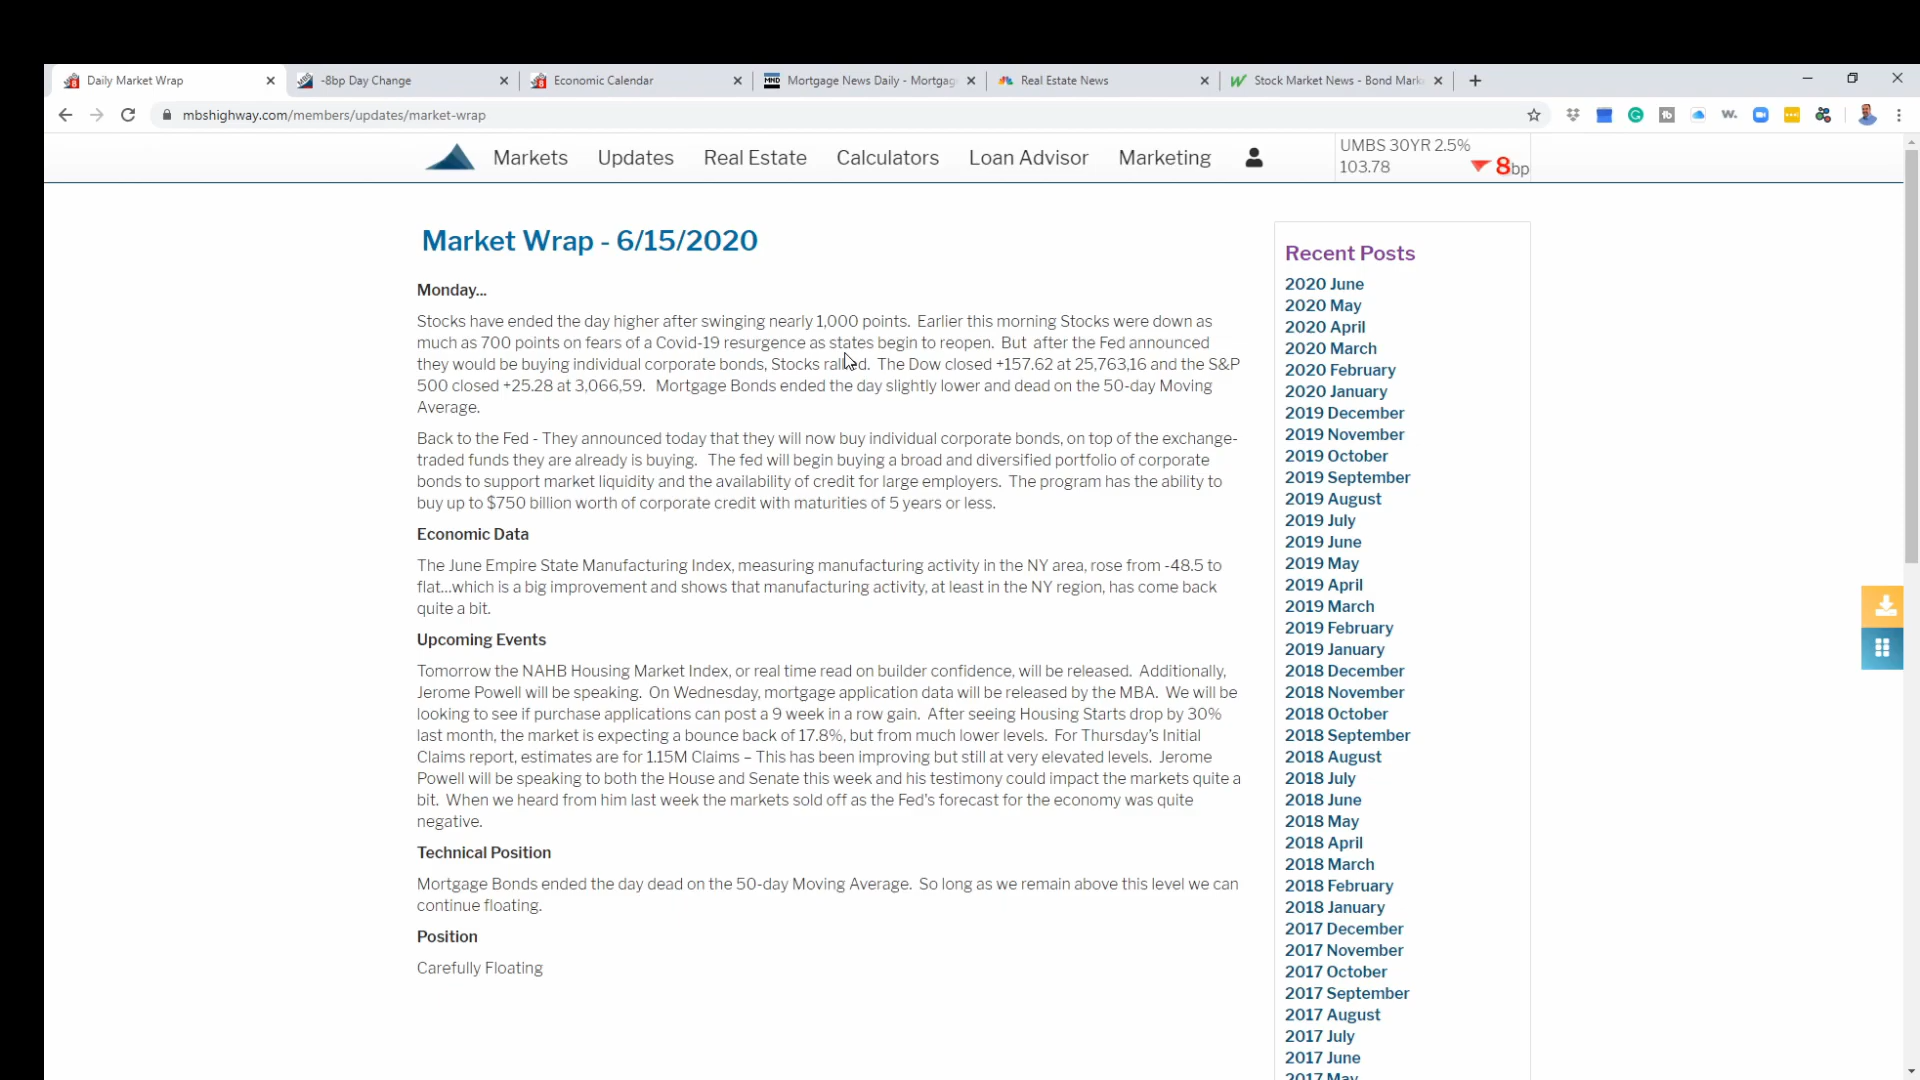 Daily Market Wrap
-8bp Day Change
Economic Calendar
MND
Mortgage News Daily - Mortgag
Real Estate News
Stock Market News - Bond Mark
mbshighway.com/members/updates/market-wrap
Markets
Updates
Real Estate
Calculators
Loan Advisor
Marketing
UMBS 30YR 2.5%
103.78
8bp
Market Wrap - 6/15/2020
Monday...
Stocks have ended the day higher after swinging nearly 1,000 points. Earlier this morning Stocks were down as
much as 700 points on fears of a Covid-19 resurgence as states begin to reopen. But after the Fed announced
they would be buying individual corporate bonds, Stocks rallied. The Dow closed +157.62 at 25,763,16 and the S&P
500 closed +25.28 at 3,066,59. Mortgage Bonds ended the day slightly lower and dead on the 50-day Moving
Average.
Back to the Fed - They announced today that they will now buy individual corporate bonds, on top of the exchange-
traded funds they are already is buying. The fed will begin buying a broad and diversified portfolio of corporate
bonds to support market liquidity and the availability of credit for large employers. The program has the ability to
buy up to $750 billion worth of corporate credit with maturities of 5 years or less.
Economic Data
The June Empire State Manufacturing Index, measuring manufacturing activity in the NY area, rose from -48.5 to
flat...which is a big improvement and shows that manufacturing activity, at least in the NY region, has come back
quite a bit.
Upcoming Events
Tomorrow the NAHB Housing Market Index, or real time read on builder confidence, will be released. Additionally,
Jerome Powell will be speaking. On Wednesday, mortgage application data will be released by the MBA. We will be
looking to see if purchase applications can post a 9 week in a row gain. After seeing Housing Starts drop by 30%
last month, the market is expecting a bounce back of 17.8%, but from much lower levels. For Thursday's Initial
Claims report, estimates are for 1.15M Claims – This has been improving but still at very elevated levels. Jerome
Powell will be speaking to both the House and Senate this week and his testimony could impact the markets quite a
bit. When we heard from him last week the markets sold off as the Fed's forecast for the economy was quite
negative.
Technical Position
Mortgage Bonds ended the day dead on the 50-day Moving Average. So long as we remain above this level we can
continue floating.
Position
Carefully Floating
Recent Posts
2020 June
2020 May
2020 April
2020 March
2020 February
2020 January
2019 December
2019 November
2019 October
2019 September
2019 August
2019 July
2019 June
2019 May
2019 April
2019 March
2019 February
2019 January
2018 December
2018 November
2018 October
2018 September
2018 August
2018 July
2018 June
2018 May
2018 April
2018 March
2018 February
2018 January
2017 December
2017 November
2017 October
2017 September
2017 August
2017 July
2017 June
2017 May